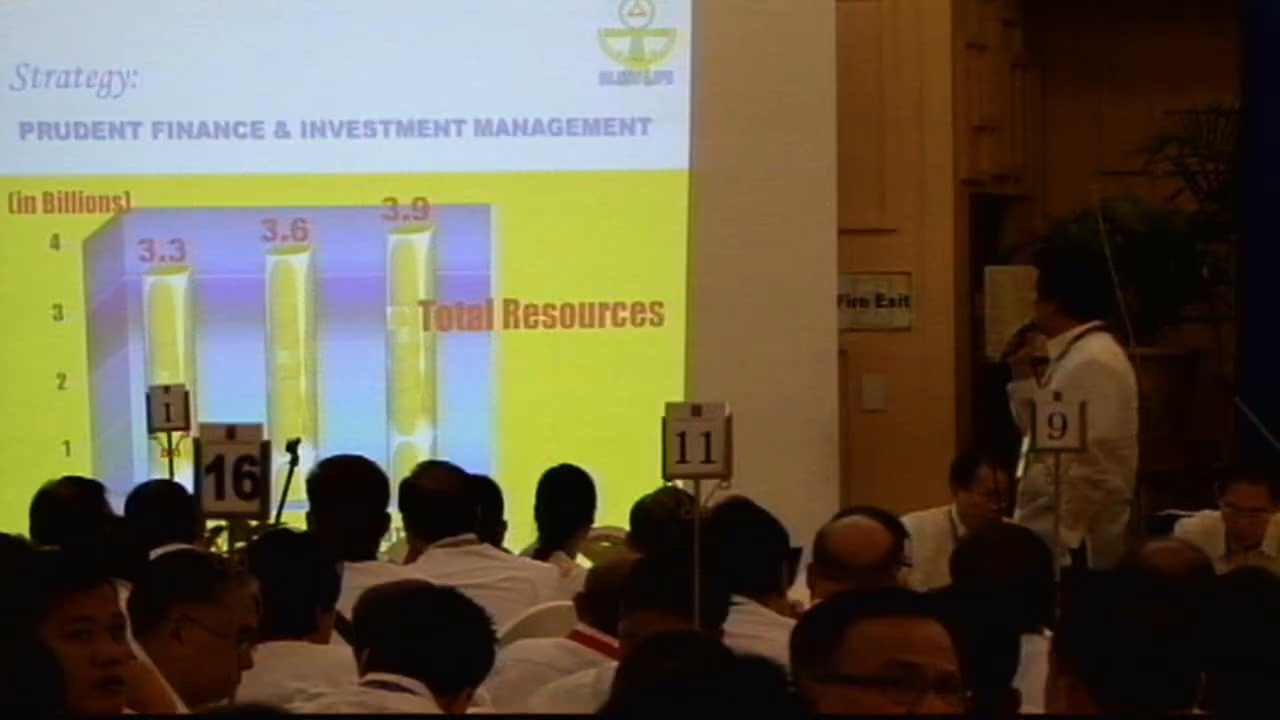 Strategy:
PRUDENT FINANCE & INVESTMENT MANAGEMENT
(in Billions)
3.3
3.6
3.9
4
3
2
1
Total Resources
Fire Exit
1
16
11
9